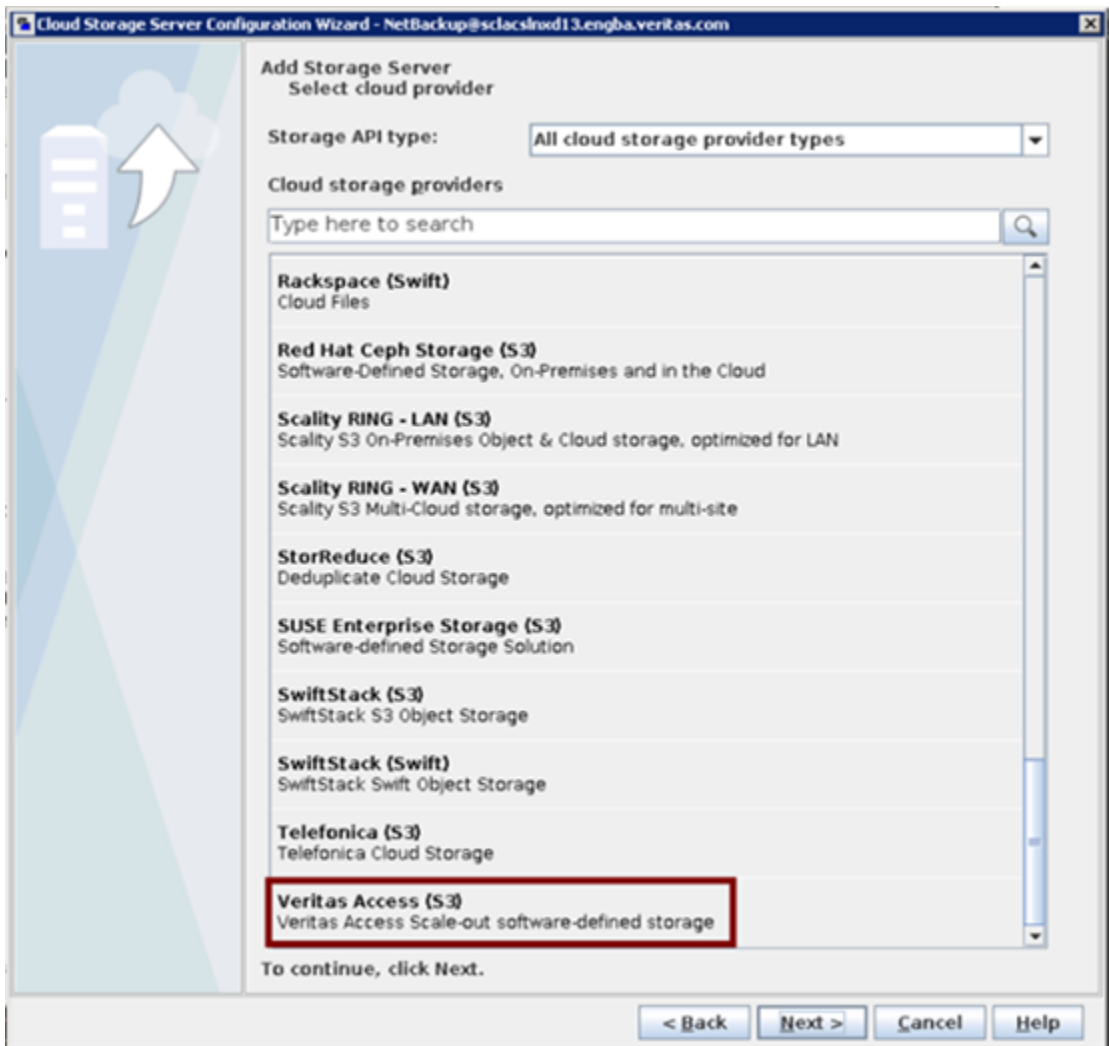 Cloud Storage Server Configuration Wizard - NetBackup@sclacslnxd13.engba.veritas.com
Add Storage Server
Select cloud provider
Storage API type: All cloud storage provider types
Cloud storage providers
Type here to search
Rackspace (Swift)
Cloud Files
Red Hat Ceph Storage (S3)
Software-Defined Storage, On-Premises and in the Cloud
Scality RING - LAN (S3)
Scality S3 On-Premises Object & Cloud storage, optimized for LAN
Scality RING - WAN (S3)
Scality S3 Multi-Cloud storage, optimized for multi-site
StorReduce (S3)
Deduplicate Cloud Storage
SUSE Enterprise Storage (S3)
Software-defined Storage Solution
SwiftStack (S3)
SwiftStack S3 Object Storage
SwiftStack (Swift)
SwiftStack Swift Object Storage
Telefonica (S3)
Telefonica Cloud Storage
Veritas Access (S3)
Veritas Access Scale-out software-defined storage
To continue, click Next.
< Back Next > Cancel Help